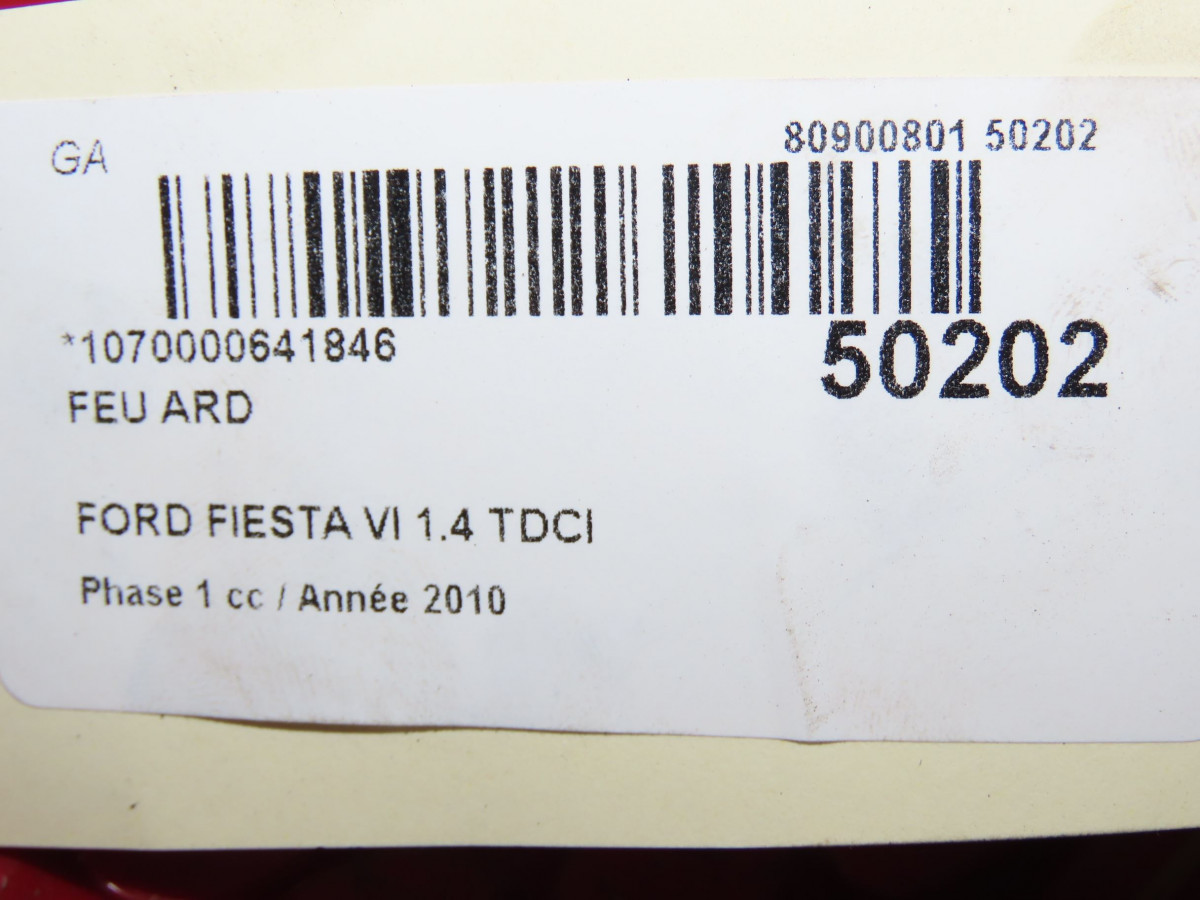 GA
80900801 50202
*1070000641846
50202
FEU ARD
FORD FIESTA VI 1.4 TDCI
Phase 1 cc / Année 2010